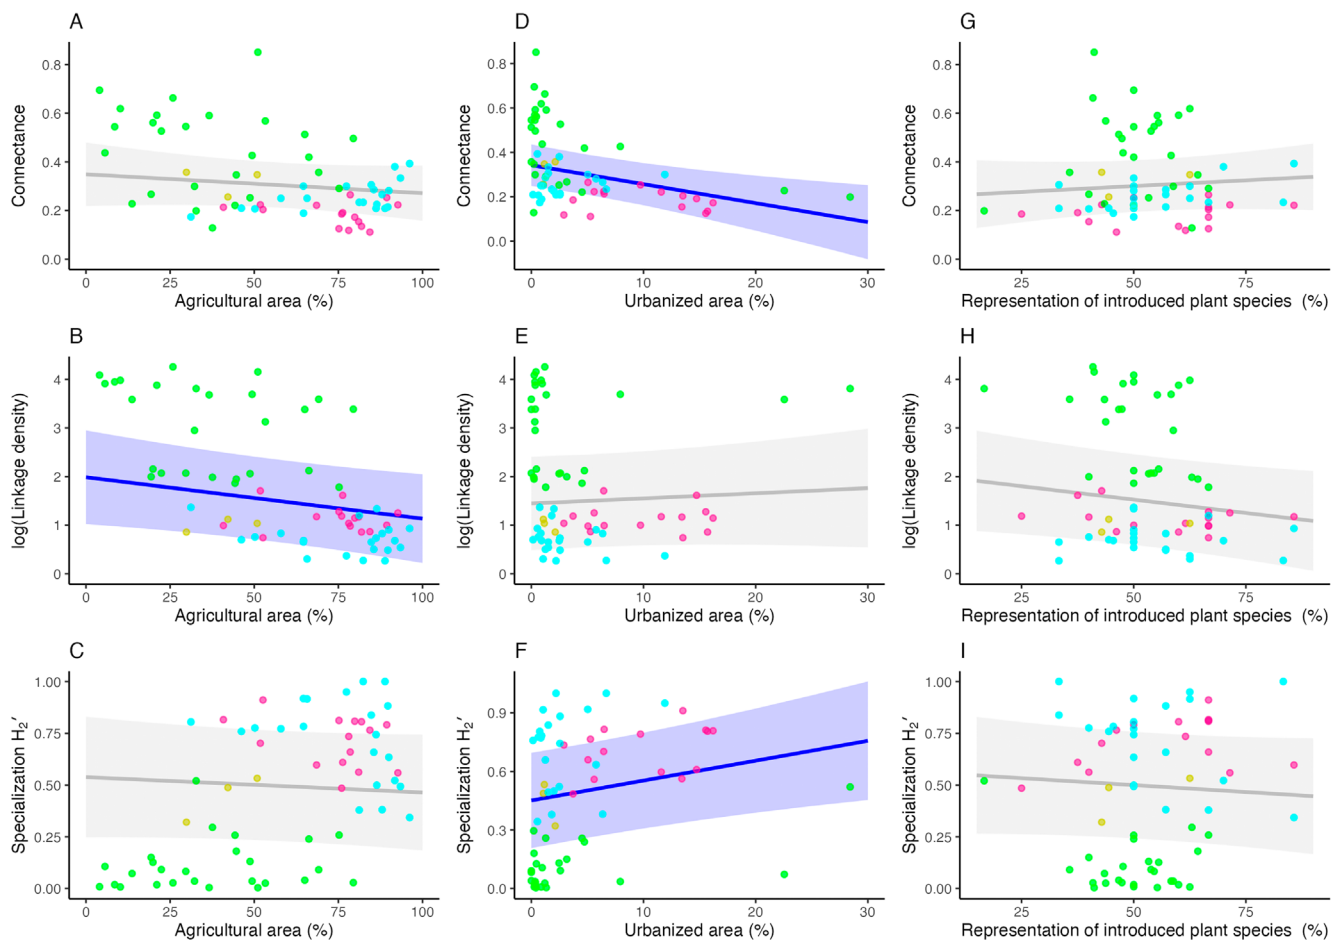 A
D
G
Connectance
0.8
0.6
0.4
0.2
0.0
0 25 50 75 100
Agricultural area (%)
Connectance
0.8
0.6
0.4
0.2
0.0
0 10 20 30
Urbanized area (%)
Connectance
0.8
0.6
0.4
0.2
0.0
25 50 75
Representation of introduced plant species (%)
B
E
H
log(Linkage density)
4
3
2
1
0
0 25 50 75 100
Agricultural area (%)
log(Linkage density)
4
3
2
1
0
0 10 20 30
Urbanized area (%)
log(Linkage density)
4
3
2
1
0
25 50 75
Representation of introduced plant species (%)
C
F
I
Specialization H₂′
1.00
0.75
0.50
0.25
0.00
0 25 50 75 100
Agricultural area (%)
Specialization H₂′
0.9
0.6
0.3
0.0
0 10 20 30
Urbanized area (%)
Specialization H₂′
1.00
0.75
0.50
0.25
0.00
25 50 75
Representation of introduced plant species (%)